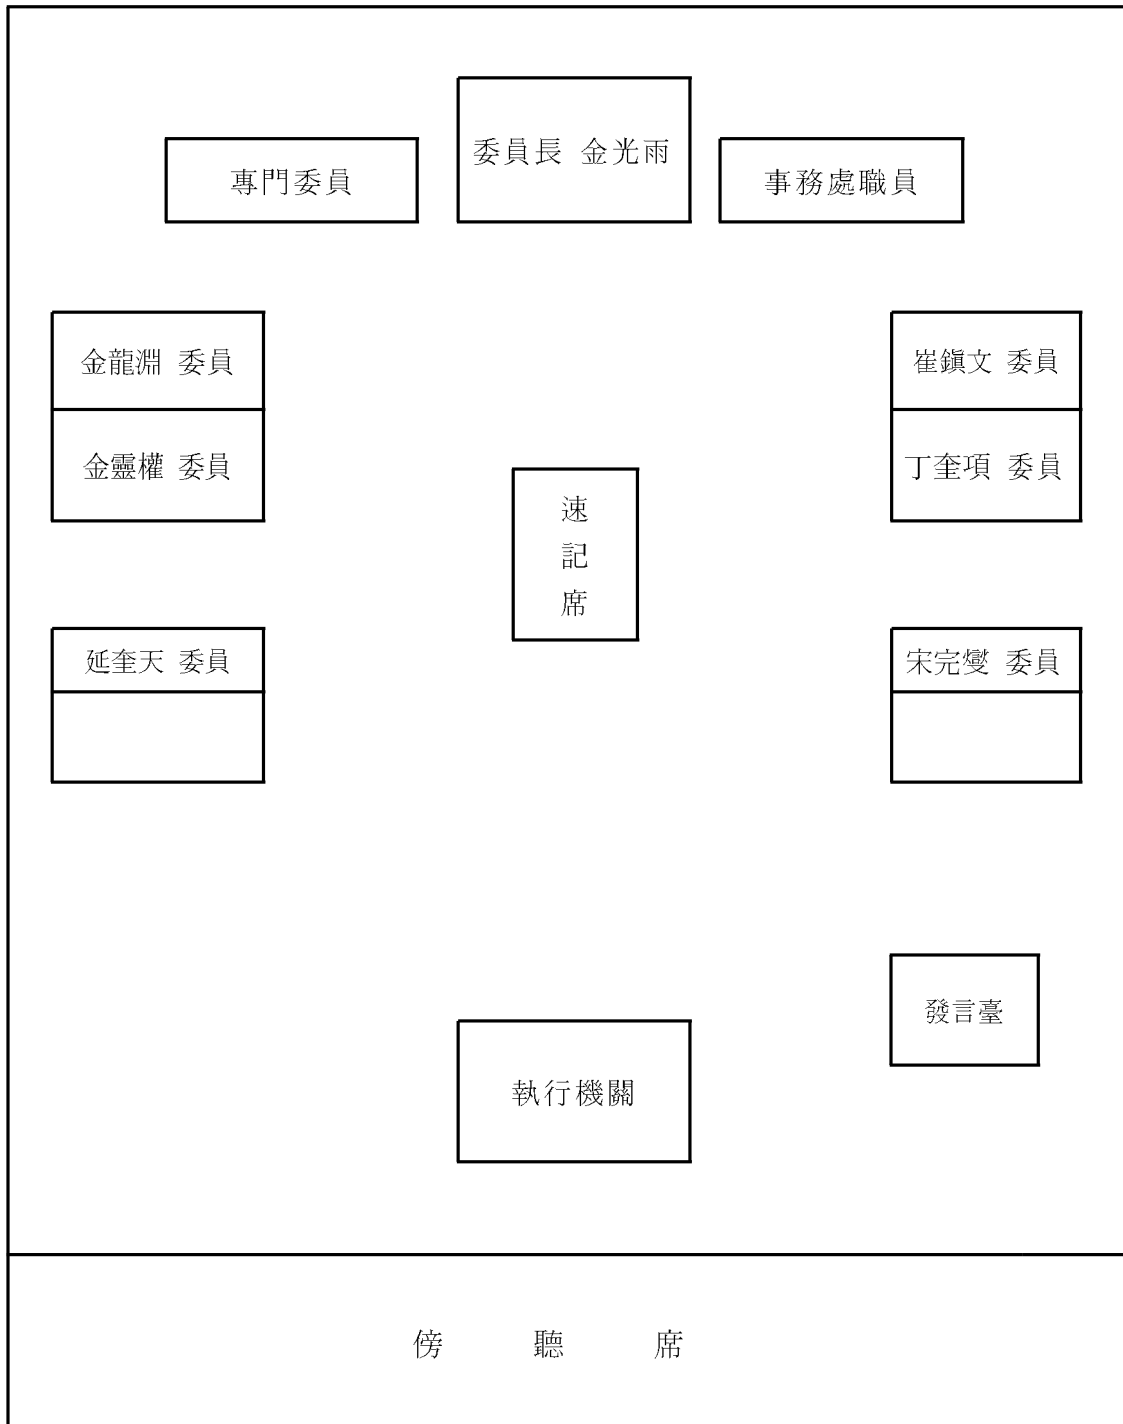 委員長 金光雨
專門委員
事務處職員
金龍淵 委員
崔鎭文 委員
金靈權 委員
丁奎項 委員
速
記
席
延奎天 委員
宋完燮 委員
發言臺
執行機關
傍 聽 席